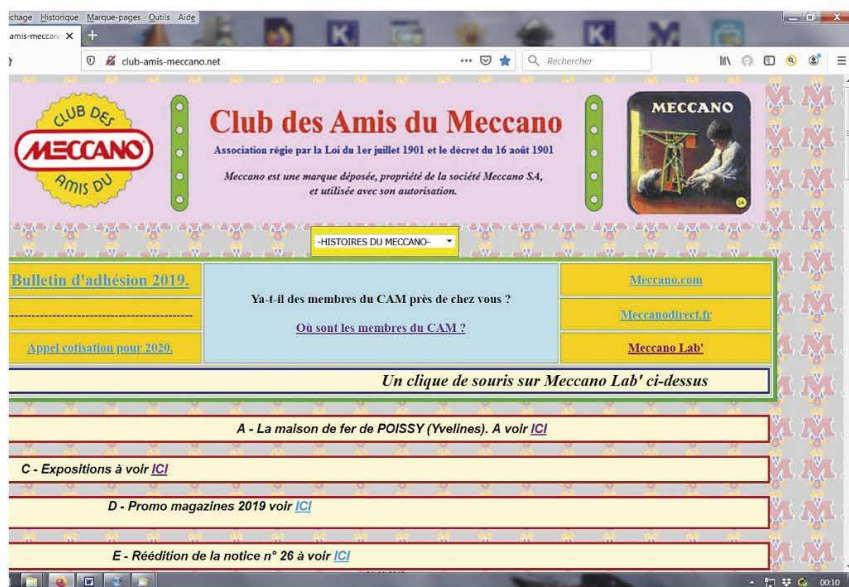 chage Historique Marque-pages Outils Aide
amis-meccan × +
club-amis-meccano.net
Rechercher
CLUB DES
MECCANO
AMIS DU
Club des Amis du Meccano
Association régie par la Loi du 1er juillet 1901 et le décret du 16 août 1901
Meccano est une marque déposée, propriété de la société Meccano SA,
et utilisée avec son autorisation.
MECCANO
-HISTOIRES DU MECCANO-
Bulletin d'adhésion 2019.
Appel cotisation pour 2020.
Ya-t-il des membres du CAM près de chez vous ?
Où sont les membres du CAM ?
Meccano.com
Meccanodirect.fr
Meccano Lab'
Un clique de souris sur Meccano Lab' ci-dessus
A - La maison de fer de POISSY (Yvelines). A voir ICI
C - Expositions à voir ICI
D - Promo magazines 2019 voir ICI
E - Réédition de la notice n° 26 à voir ICI
00:10